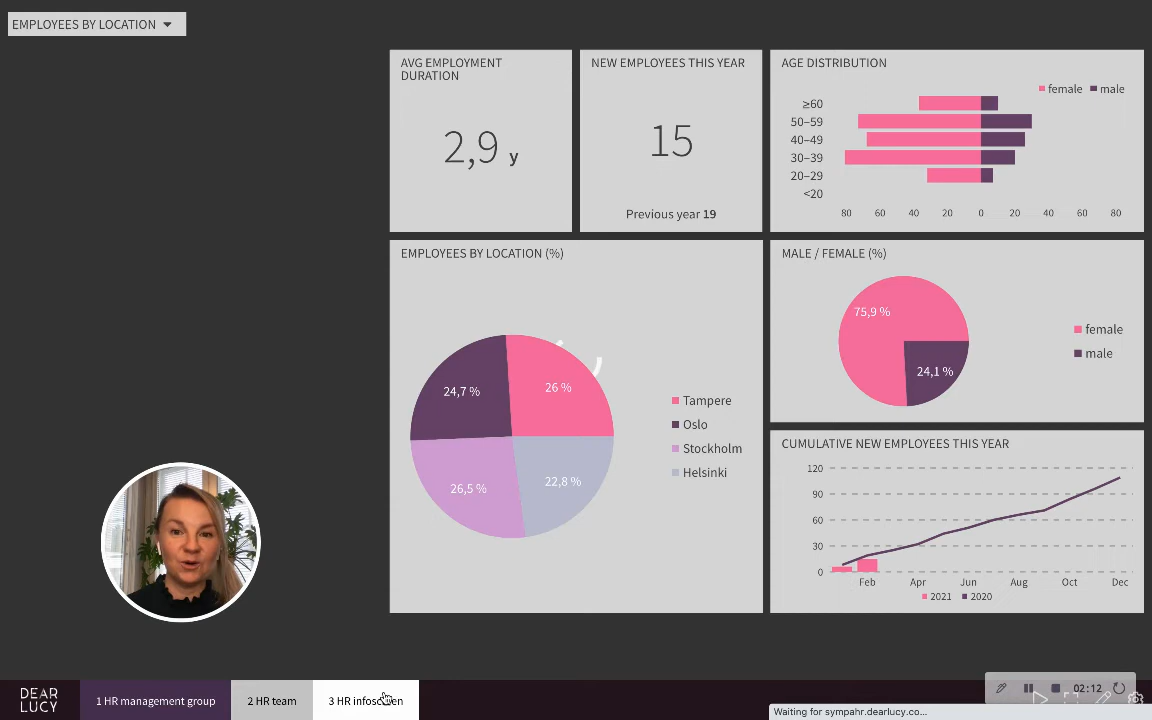 EMPLOYEES BY LOCATION
AVG EMPLOYMENT
DURATION
2,9 y
NEW EMPLOYEES THIS YEAR
15
Previous year 19
AGE DISTRIBUTION
female male
≥60
50–59
40–49
30–39
20–29
<20
80 60 40 20 0 20 40 60 80
EMPLOYEES BY LOCATION (%)
24,7 %
26 %
26,5 %
22,8 %
Tampere
Oslo
Stockholm
Helsinki
MALE / FEMALE (%)
75,9 %
24,1 %
female
male
CUMULATIVE NEW EMPLOYEES THIS YEAR
120
90
60
30
0
Feb Apr Jun Aug Oct Dec
2021 2020
DEAR
LUCY
1 HR management group
2 HR team
3 HR infoscreen
02:12
Waiting for sympahr.dearlucy.co...